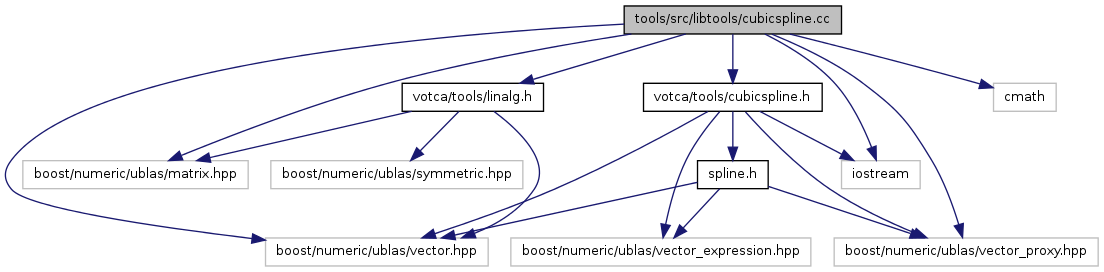 tools/src/libtools/cubicspline.cc
votca/tools/linalg.h
votca/tools/cubicspline.h
cmath
boost/numeric/ublas/matrix.hpp
boost/numeric/ublas/symmetric.hpp
spline.h
iostream
boost/numeric/ublas/vector.hpp
boost/numeric/ublas/vector_expression.hpp
boost/numeric/ublas/vector_proxy.hpp